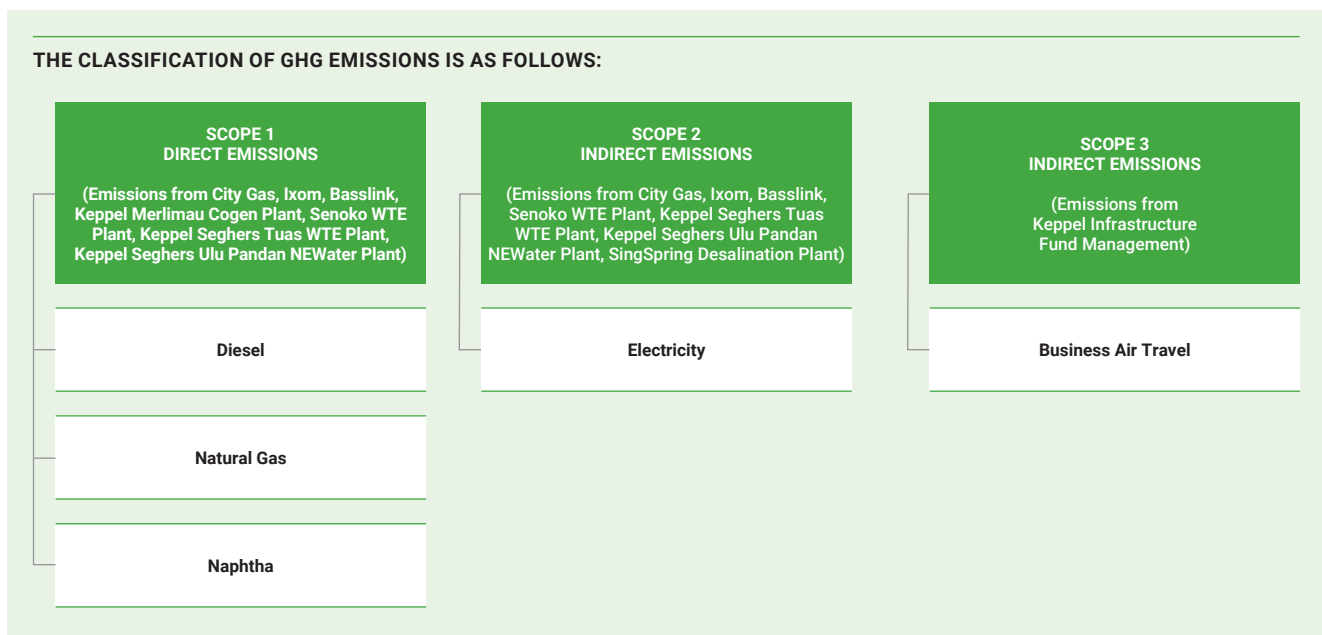 THE CLASSIFICATION OF GHG EMISSIONS IS AS FOLLOWS:
SCOPE 1
DIRECT EMISSIONS
(Emissions from City Gas, Ixom, Basslink,
Keppel Merlimau Cogen Plant, Senoko WTE
Plant, Keppel Seghers Tuas WTE Plant,
Keppel Seghers Ulu Pandan NEWater Plant)
Diesel
Natural Gas
Naphtha
SCOPE 2
INDIRECT EMISSIONS
(Emissions from City Gas, Ixom, Basslink,
Senoko WTE Plant, Keppel Seghers Tuas
WTE Plant, Keppel Seghers Ulu Pandan
NEWater Plant, SingSpring Desalination Plant)
Electricity
SCOPE 3
INDIRECT EMISSIONS
(Emissions from
Keppel Infrastructure
Fund Management)
Business Air Travel